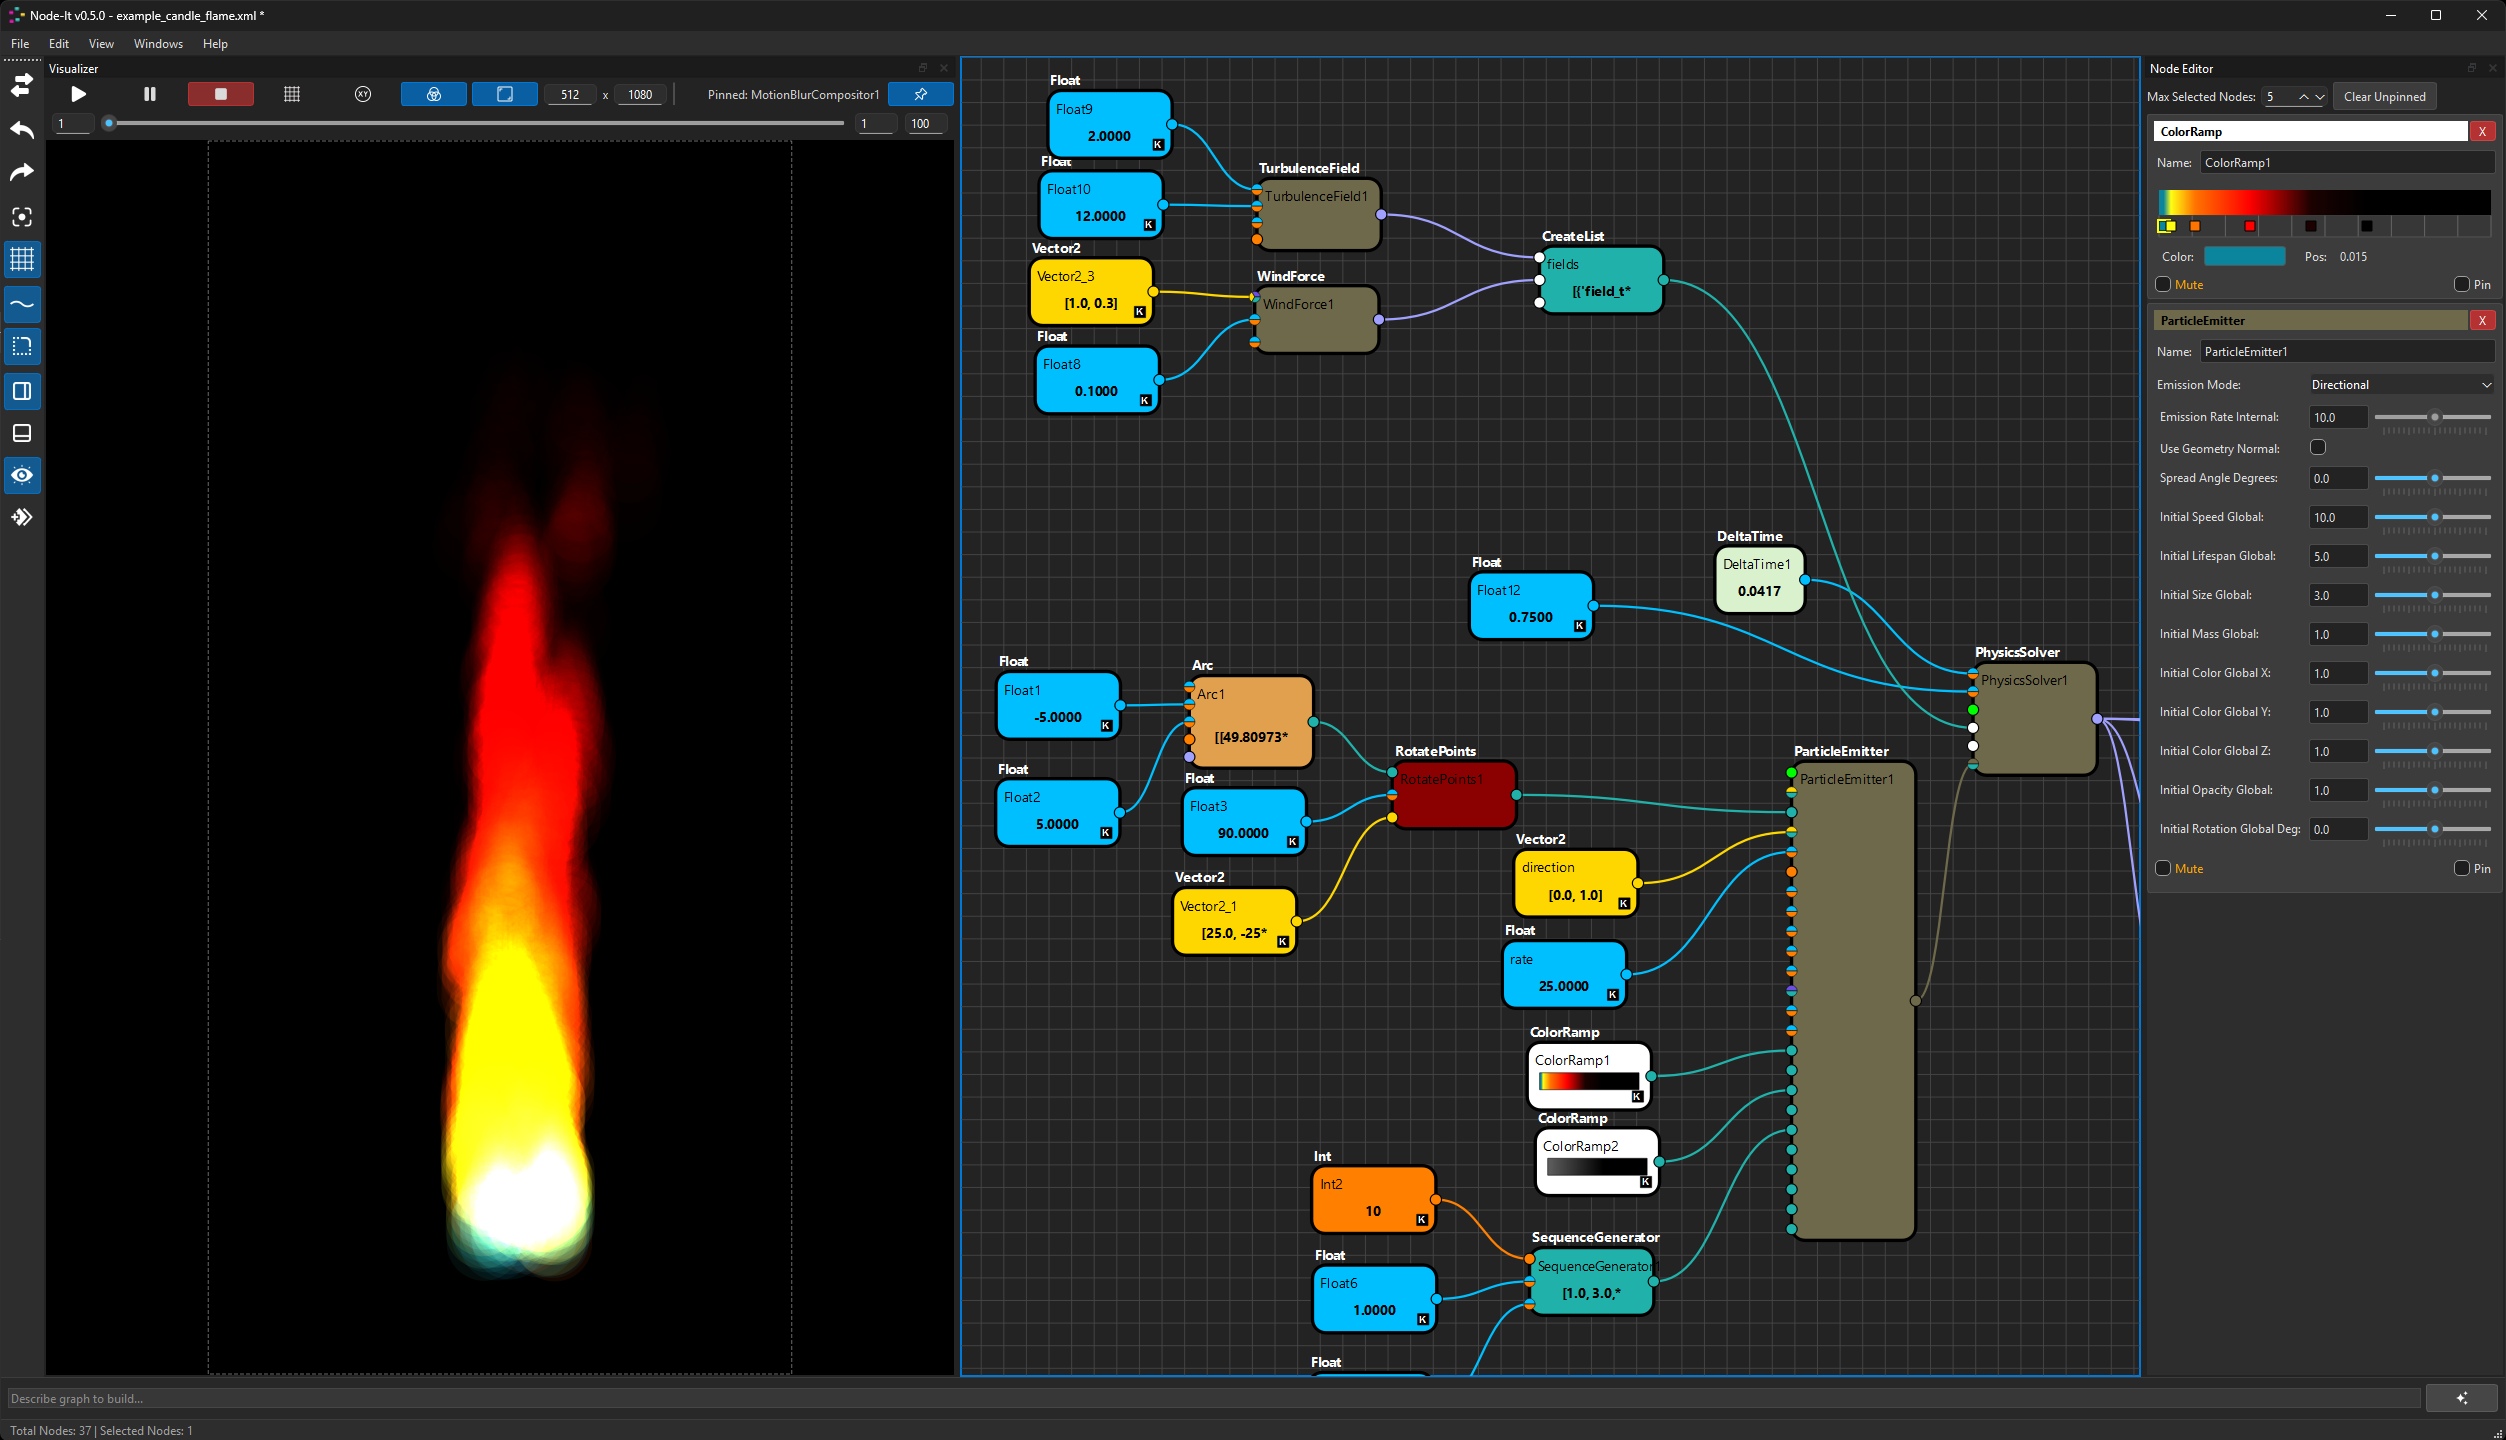 Node-It v0.5.0 - example_candle_flame.xml *
File Edit View Windows Help
Visualizer
XY
512 x 1080
Pinned: MotionBlurCompositor1
1
1
100
Float
Float9
2.0000
K
Float
Float10
12.0000
K
Vector2
Vector2_3
[1.0, 0.3]
K
Float
Float8
0.1000
K
TurbulenceField
TurbulenceField1
WindForce
WindForce1
CreateList
fields
[{'field_t*
DeltaTime
DeltaTime1
0.0417
Float
Float12
0.7500
K
PhysicsSolver
PhysicsSolver1
Float
Float1
-5.0000
K
Float
Float2
5.0000
K
Arc
Arc1
[[49.80973*
Float
Float3
90.0000
K
Vector2
Vector2_1
[25.0, -25*
K
RotatePoints
RotatePoints1
ParticleEmitter
ParticleEmitter1
Vector2
direction
[0.0, 1.0]
K
Float
rate
25.0000
K
ColorRamp
ColorRamp1
K
ColorRamp
ColorRamp2
K
Int
Int2
10
K
Float
Float6
1.0000
K
SequenceGenerator
SequenceGenerator1
[1.0, 3.0,*
Float
Node Editor
Max Selected Nodes: 5
Clear Unpinned
ColorRamp
X
Name: ColorRamp1
Color:
Pos: 0.015
Mute
Pin
ParticleEmitter
X
Name: ParticleEmitter1
Emission Mode: Directional
Emission Rate Internal: 10.0
Use Geometry Normal:
Spread Angle Degrees: 0.0
Initial Speed Global: 10.0
Initial Lifespan Global: 5.0
Initial Size Global: 3.0
Initial Mass Global: 1.0
Initial Color Global X: 1.0
Initial Color Global Y: 1.0
Initial Color Global Z: 1.0
Initial Opacity Global: 1.0
Initial Rotation Global Deg: 0.0
Mute
Pin
Describe graph to build...
Total Nodes: 37 | Selected Nodes: 1